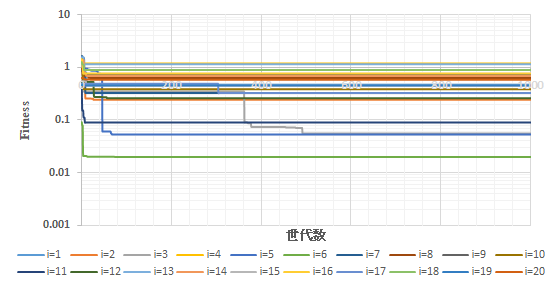 10
1
0
200
400
600
800
1000
0.1
Fitness
0.01
0.001
世代数
i=1 i=2 i=3 i=4 i=5 i=6 i=7 i=8 i=9 i=10
i=11 i=12 i=13 i=14 i=15 i=16 i=17 i=18 i=19 i=20